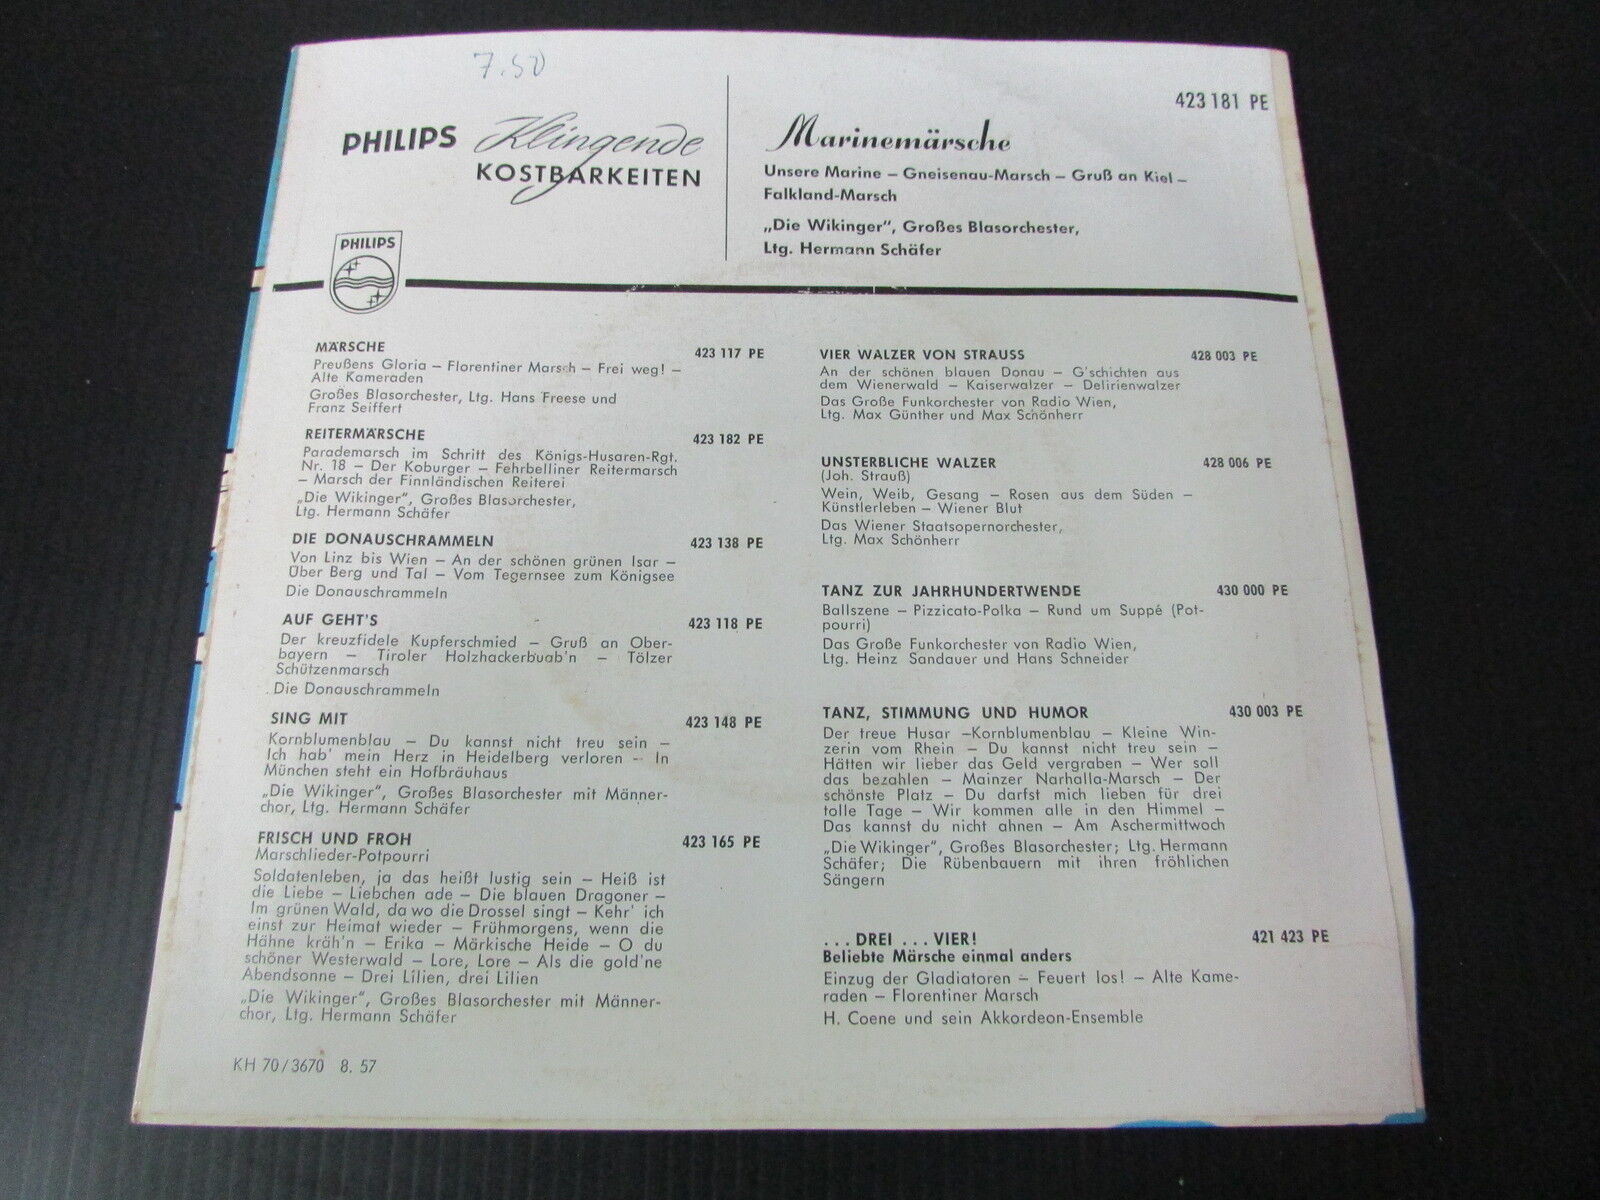 7.50
423 181 PE
PHILIPS Klingende
KOSTBARKEITEN
Marinemärsche
Unsere Marine – Gneisenau-Marsch – Gruß an Kiel –
Falkland-Marsch
„Die Wikinger", Großes Blasorchester,
Ltg. Hermann Schäfer
PHILIPS
MÄRSCHE 423 117 PE
Preußens Gloria – Florentiner Marsch – Frei weg! –
Alte Kameraden
Großes Blasorchester, Ltg. Hans Freese und
Franz Seiffert
REITERMÄRSCHE 423 182 PE
Parademarsch im Schritt des Königs-Husaren-Rgt.
Nr. 18 – Der Koburger – Fehrbelliner Reitermarsch
– Marsch der Finnländischen Reiterei
„Die Wikinger", Großes Blasorchester,
Ltg. Hermann Schäfer
DIE DONAUSCHRAMMELN 423 138 PE
Von Linz bis Wien – An der schönen grünen Isar –
Über Berg und Tal – Vom Tegernsee zum Königsee
Die Donauschrammeln
AUF GEHT'S 423 118 PE
Der kreuzfidele Kupferschmied – Gruß an Ober-
bayern – Tiroler Holzhackerbuab'n – Tölzer
Schützenmarsch
Die Donauschrammeln
SING MIT 423 148 PE
Kornblumenblau – Du kannst nicht treu sein –
Ich hab' mein Herz in Heidelberg verloren – In
München steht ein Hofbräuhaus
„Die Wikinger", Großes Blasorchester mit Männer-
chor, Ltg. Hermann Schäfer
FRISCH UND FROH 423 165 PE
Marschlieder-Potpourri
Soldatenleben, ja das heißt lustig sein – Heiß ist
die Liebe – Liebchen ade – Die blauen Dragoner –
Im grünen Wald, da wo die Drossel singt – Kehr' ich
einst zur Heimat wieder – Frühmorgens, wenn die
Hähne kräh'n – Erika – Märkische Heide – O du
schöner Westerwald – Lore, Lore – Als die gold'ne
Abendsonne – Drei Lilien, drei Lilien
„Die Wikinger", Großes Blasorchester mit Männer-
chor, Ltg. Hermann Schäfer
KH 70/3670 8. 57
VIER WALZER VON STRAUSS 428 003 PE
An der schönen blauen Donau – G'schichten aus
dem Wienerwald – Kaiserwalzer – Delirienwalzer
Das Große Funkorchester von Radio Wien,
Ltg. Max Günther und Max Schönherr
UNSTERBLICHE WALZER 428 006 PE
(Joh. Strauß)
Wein, Weib, Gesang – Rosen aus dem Süden –
Künstlerleben – Wiener Blut
Das Wiener Staatsopernorchester,
Ltg. Max Schönherr
TANZ ZUR JAHRHUNDERTWENDE 430 000 PE
Ballszene – Pizzicato-Polka – Rund um Suppé (Pot-
pourri)
Das Große Funkorchester von Radio Wien,
Ltg. Heinz Sandauer und Hans Schneider
TANZ, STIMMUNG UND HUMOR 430 003 PE
Der treue Husar –Kornblumenblau – Kleine Win-
zerin vom Rhein – Du kannst nicht treu sein –
Hätten wir lieber das Geld vergraben – Wer soll
das bezahlen – Mainzer Narhalla-Marsch – Der
schönste Platz – Du darfst mich lieben für drei
tolle Tage – Wir kommen alle in den Himmel –
Das kannst du nicht ahnen – Am Aschermittwoch
„Die Wikinger", Großes Blasorchester; Ltg. Hermann
Schäfer; Die Rübenbauern mit ihren fröhlichen
Sängern
...DREI ...VIER! 421 423 PE
Beliebte Märsche einmal anders
Einzug der Gladiatoren – Feuert los! – Alte Kame-
raden – Florentiner Marsch
H. Coene und sein Akkordeon-Ensemble